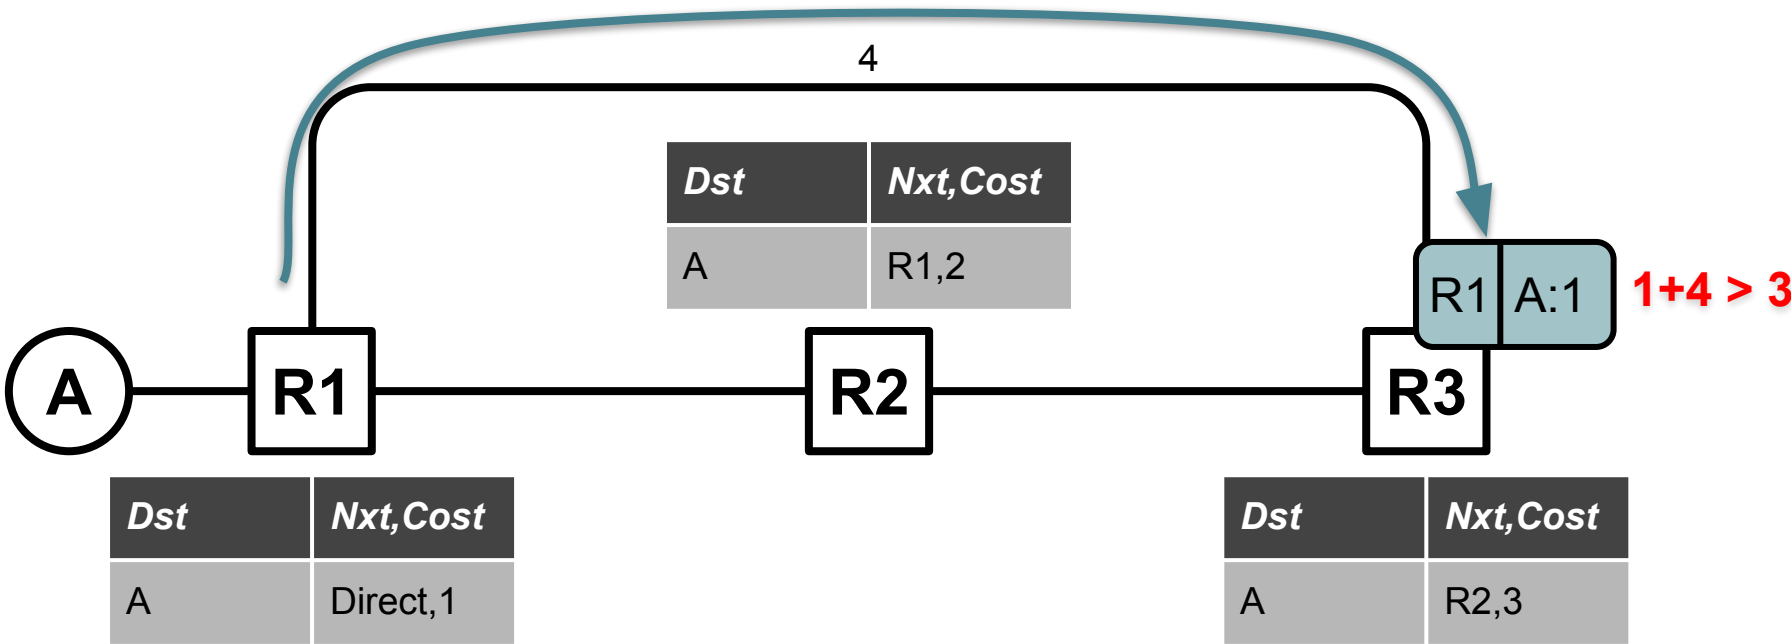 4
Dst Nxt,Cost
A R1,2
R1 A:1 1+4 > 3
A R1 R2 R3
Dst Nxt,Cost
A Direct,1
Dst Nxt,Cost
A R2,3